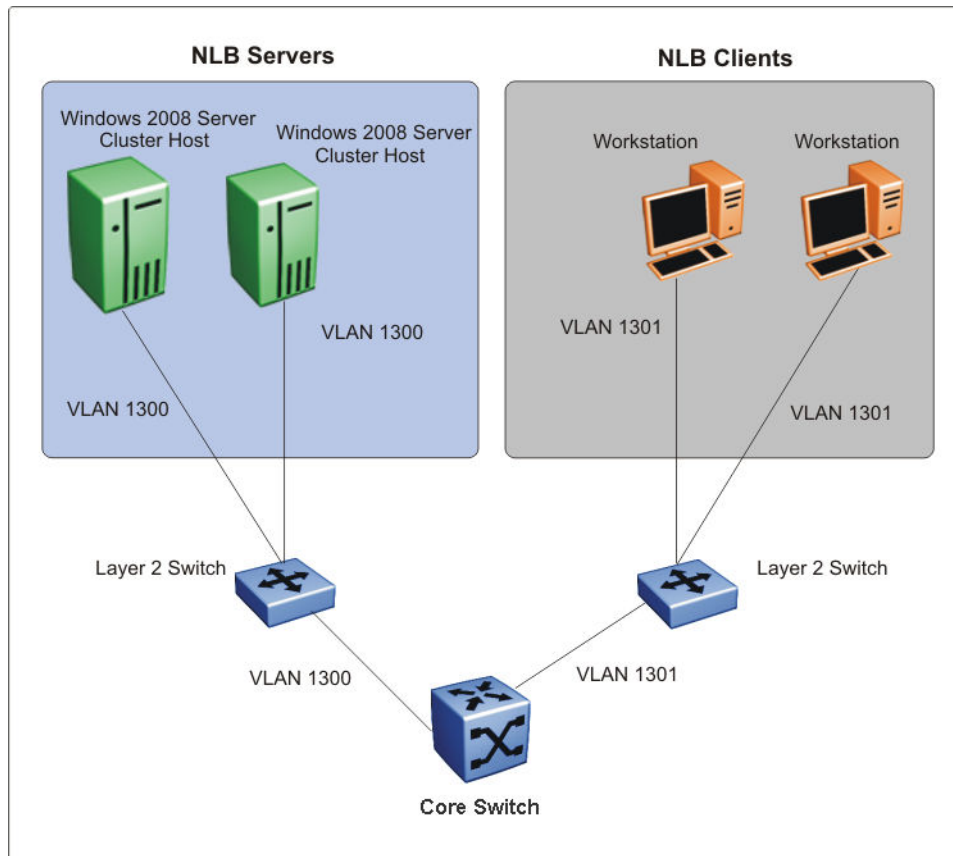 NLB Servers
NLB Clients
Windows 2008 Server
Cluster Host
Windows 2008 Server
Cluster Host
Workstation
Workstation
VLAN 1300
VLAN 1301
VLAN 1300
VLAN 1301
Layer 2 Switch
Layer 2 Switch
VLAN 1300
VLAN 1301
Core Switch